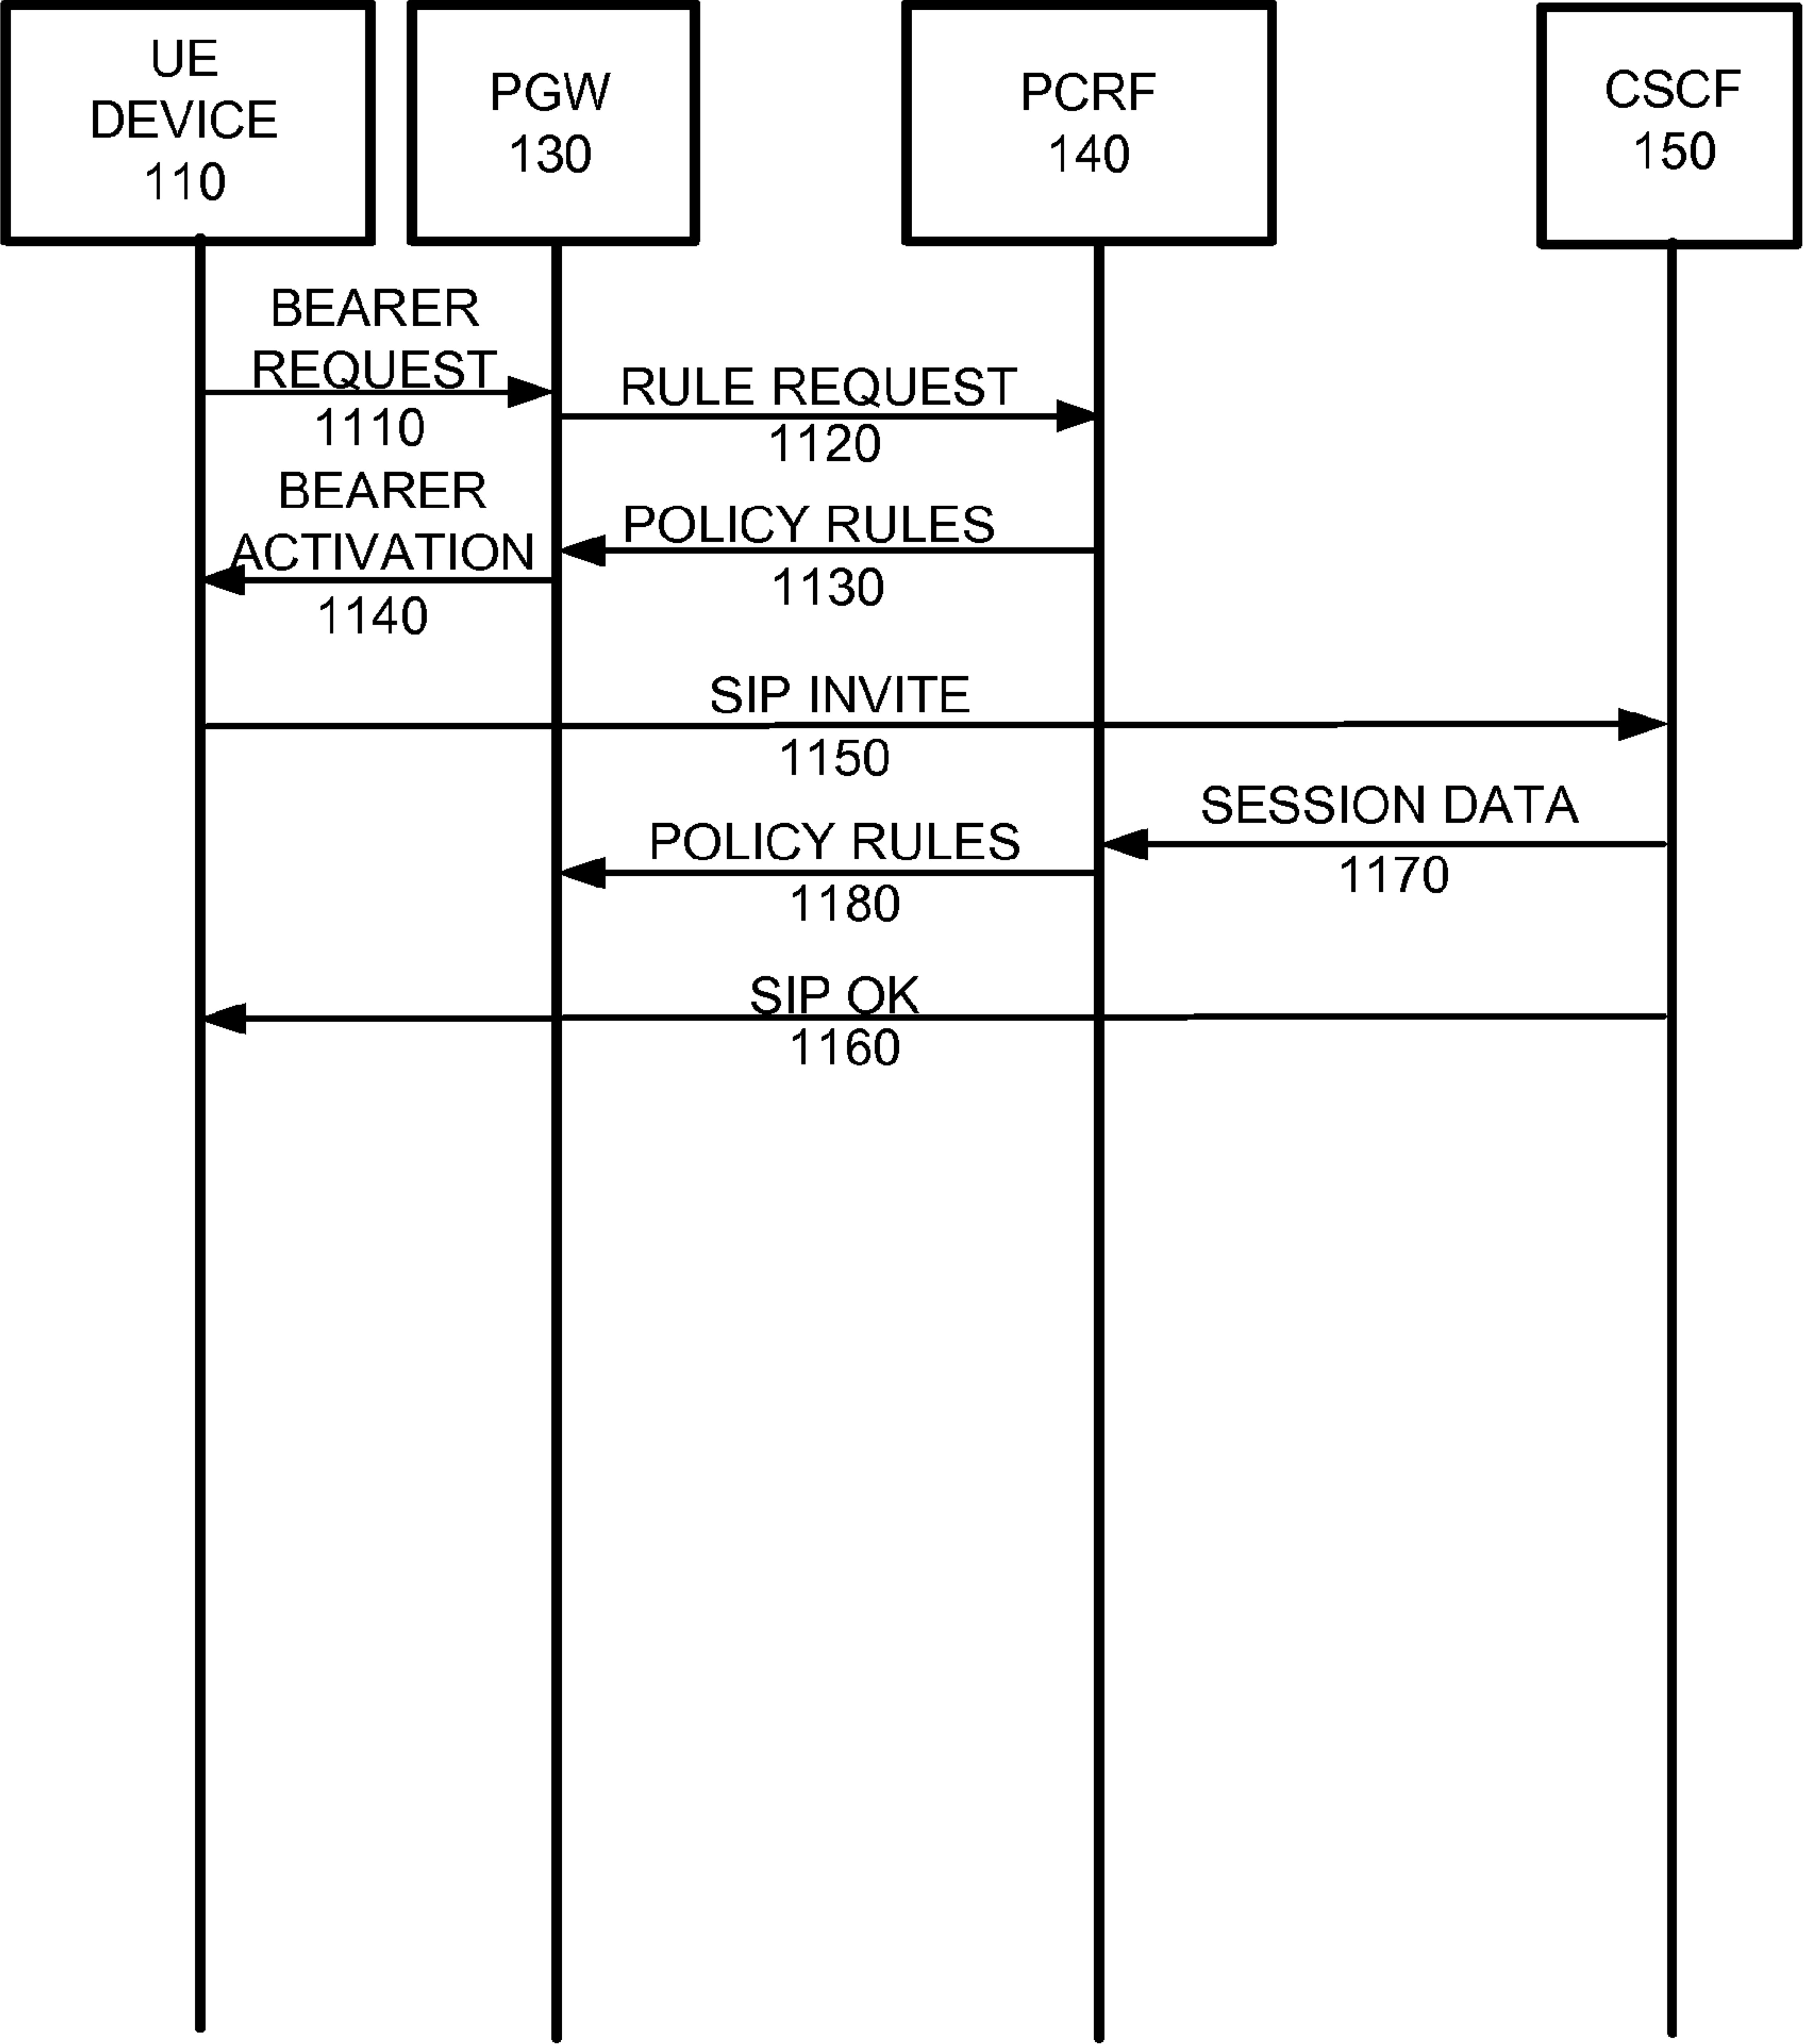 UE
DEVICE
110
PGW
130
PCRF
140
CSCF
150
BEARER
REQUEST
1110
RULE REQUEST
1120
BEARER
ACTIVATION
1140
POLICY RULES
1130
SIP INVITE
1150
SESSION DATA
1170
POLICY RULES
1180
SIP OK
1160